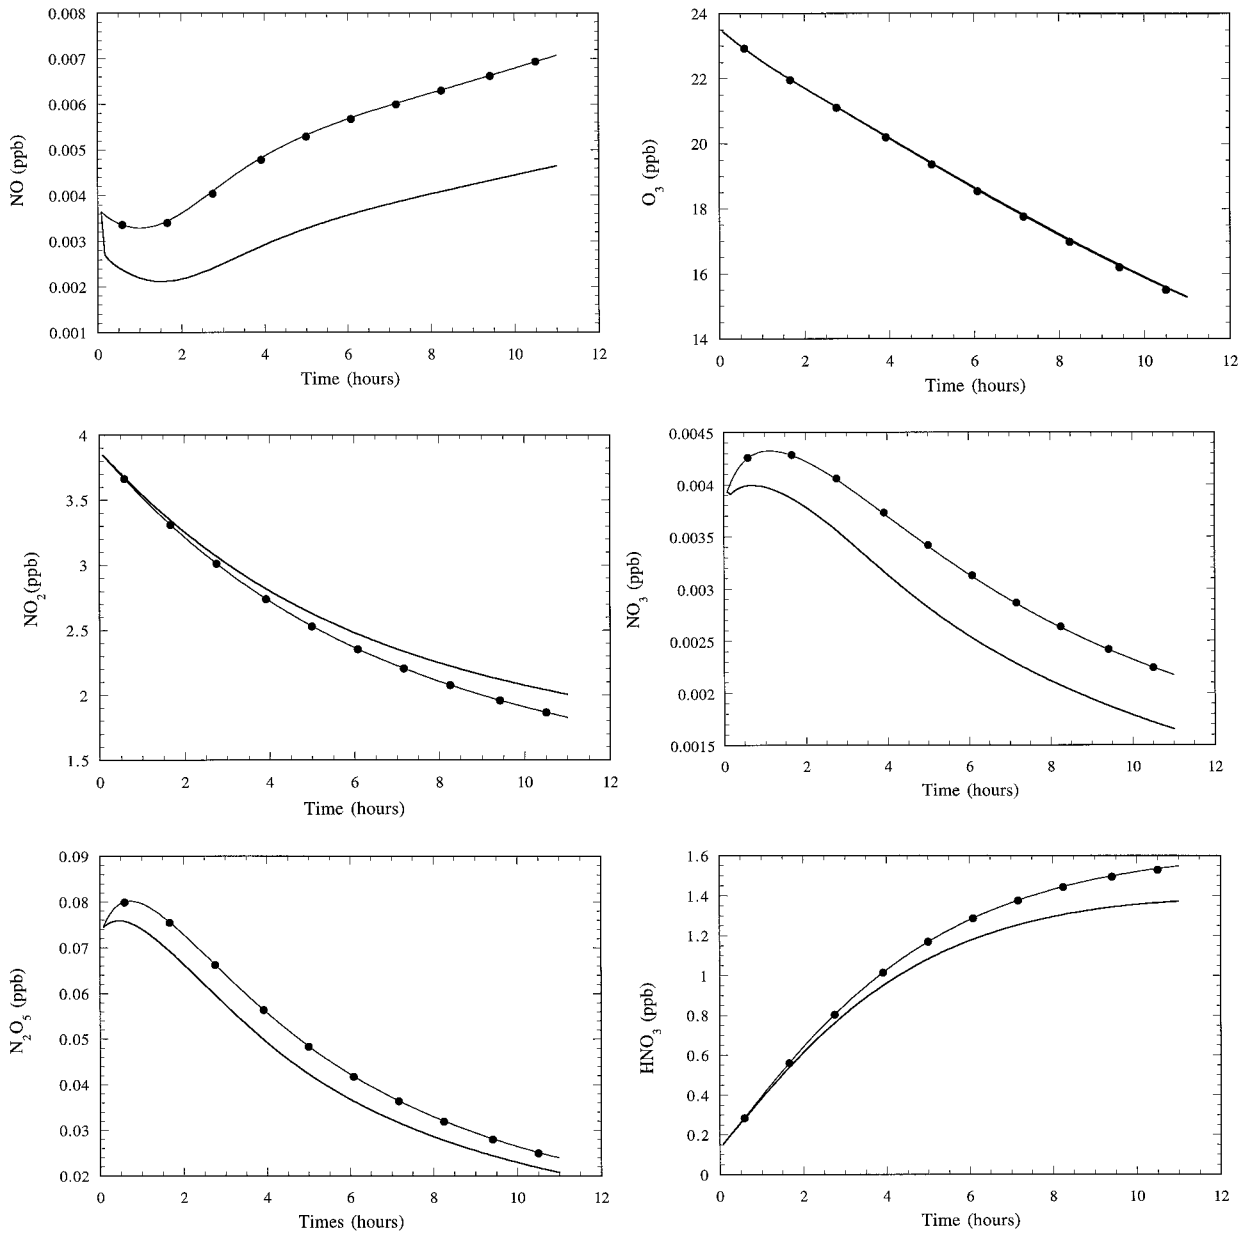 0.008
0.007
0.006
0.005
0.004
0.003
0.002
0.001
NO (ppb)
0 2 4 6 8 10 12
Time (hours)
24
22
20
18
16
14
O3 (ppb)
0 2 4 6 8 10 12
Time (hours)
4
3.5
3
2.5
2
1.5
NO2(ppb)
0 2 4 6 8 10 12
Time (hours)
0.0045
0.004
0.0035
0.003
0.0025
0.002
0.0015
NO3 (ppb)
0 2 4 6 8 10 12
Time (hours)
0.09
0.08
0.07
0.06
0.05
0.04
0.03
0.02
N2O5 (ppb)
0 2 4 6 8 10 12
Times (hours)
1.6
1.4
1.2
1
0.8
0.6
0.4
0.2
0
HNO3 (ppb)
0 2 4 6 8 10 12
Time (hours)